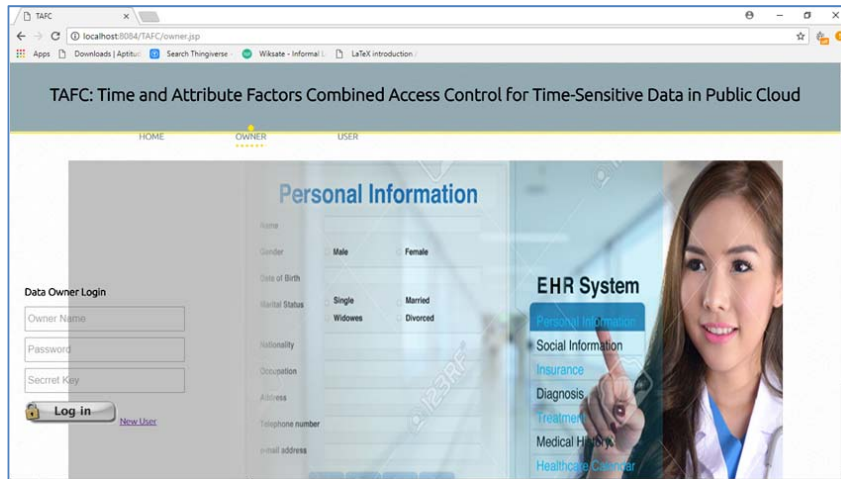 TAFC
localhost:8084/TAFC/owner.jsp
Apps Downloads | Aptitud Search Thingiverse - Wiksate - Informal L LaTeX introduction /
TAFC: Time and Attribute Factors Combined Access Control for Time-Sensitive Data in Public Cloud
HOME OWNER USER
Personal Information
Name
Gender Male Female
Date of Birth
Marital Status Single Married
Widowes Divorced
Nationality
Occupation
Address
Telephone number
e-mail address
EHR System
Personal Information
Social Information
Insurance
Diagnosis
Treatment
Medical History
Healthcare Calendar
123RF
Data Owner Login
Owner Name
Password
Secrret Key
Log in
New User